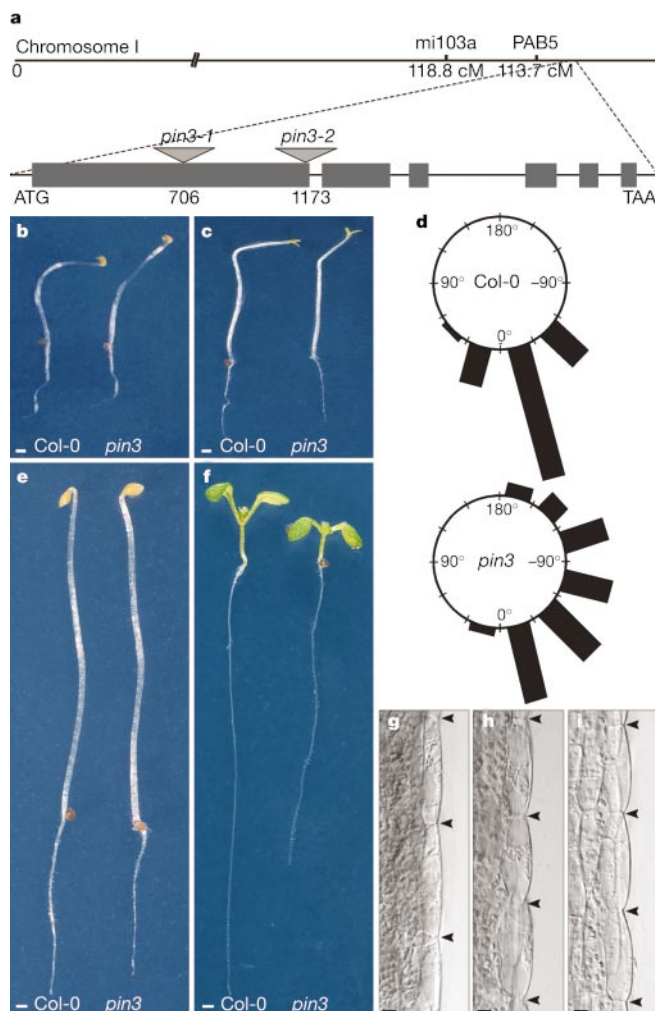 a
Chromosome I
mi103a PAB5
0
118.8 cM 113.7 cM
pin3-1 pin3-2
ATG 706 1173 TAA
b
c
d
180°
90° Col-0 –90°
0°
Col-0 pin3
Col-0 pin3
e
f
180°
90° pin3 –90°
0°
g
h
i
Col-0 pin3
Col-0 pin3